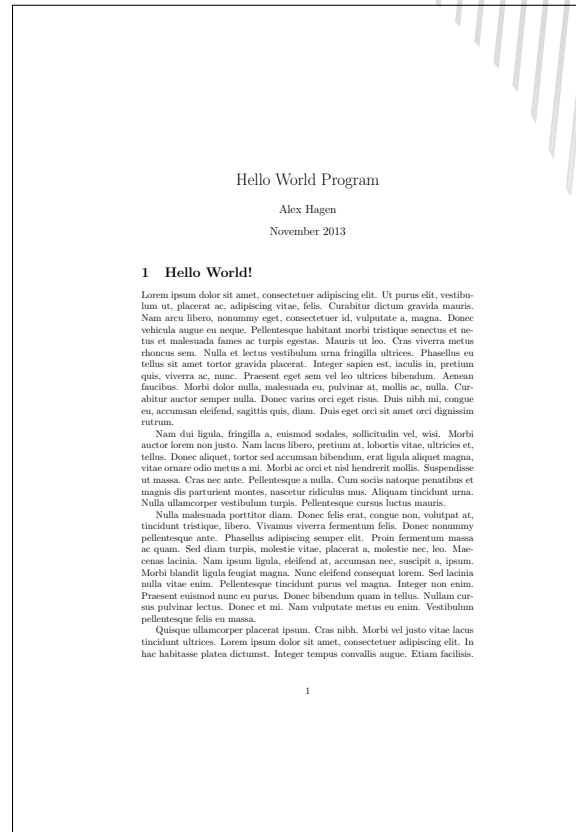 Hello World Program
Alex Hagen
November 2013
1 Hello World!
Lorem ipsum dolor sit amet, consectetuer adipiscing elit. Ut purus elit, vestibu-
lum ut, placerat ac, adipiscing vitae, felis. Curabitur dictum gravida mauris.
Nam arcu libero, nonummy eget, consectetuer id, vulputate a, magna. Donec
vehicula augue eu neque. Pellentesque habitant morbi tristique senectus et ne-
tus et malesuada fames ac turpis egestas. Mauris ut leo. Cras viverra metus
rhoncus sem. Nulla et lectus vestibulum urna fringilla ultrices. Phasellus eu
tellus sit amet tortor gravida placerat. Integer sapien est, iaculis in, pretium
quis, viverra ac, nunc. Praesent eget sem vel leo ultrices bibendum. Aenean
faucibus. Morbi dolor nulla, malesuada eu, pulvinar at, mollis ac, nulla. Cur-
abitur auctor semper nulla. Donec varius orci eget risus. Duis nibh mi, congue
eu, accumsan eleifend, sagittis quis, diam. Duis eget orci sit amet orci dignissim
rutrum.
Nam dui ligula, fringilla a, euismod sodales, sollicitudin vel, wisi. Morbi
auctor lorem non justo. Nam lacus libero, pretium at, lobortis vitae, ultricies et,
tellus. Donec aliquet, tortor sed accumsan bibendum, erat ligula aliquet magna,
vitae ornare odio metus a mi. Morbi ac orci et nisl hendrerit mollis. Suspendisse
ut massa. Cras nec ante. Pellentesque a nulla. Cum sociis natoque penatibus et
magnis dis parturient montes, nascetur ridiculus mus. Aliquam tincidunt urna.
Nulla ullamcorper vestibulum turpis. Pellentesque cursus luctus mauris.
Nulla malesuada porttitor diam. Donec felis erat, congue non, volutpat at,
tincidunt tristique, libero. Vivamus viverra fermentum felis. Donec nonummy
pellentesque ante. Phasellus adipiscing semper elit. Proin fermentum massa
ac quam. Sed diam turpis, molestie vitae, placerat a, molestie nec, leo. Mae-
cenas lacinia. Nam ipsum ligula, eleifend at, accumsan nec, suscipit a, ipsum.
Morbi blandit ligula feugiat magna. Nunc eleifend consequat lorem. Sed lacinia
nulla vitae enim. Pellentesque tincidunt purus vel magna. Integer non enim.
Praesent euismod nunc eu purus. Donec bibendum quam in tellus. Nullam cur-
sus pulvinar lectus. Donec et mi. Nam vulputate metus eu enim. Vestibulum
pellentesque felis eu massa.
Quisque ullamcorper placerat ipsum. Cras nibh. Morbi vel justo vitae lacus
tincidunt ultrices. Lorem ipsum dolor sit amet, consectetuer adipiscing elit. In
hac habitasse platea dictumst. Integer tempus convallis augue. Etiam facilisis.
1